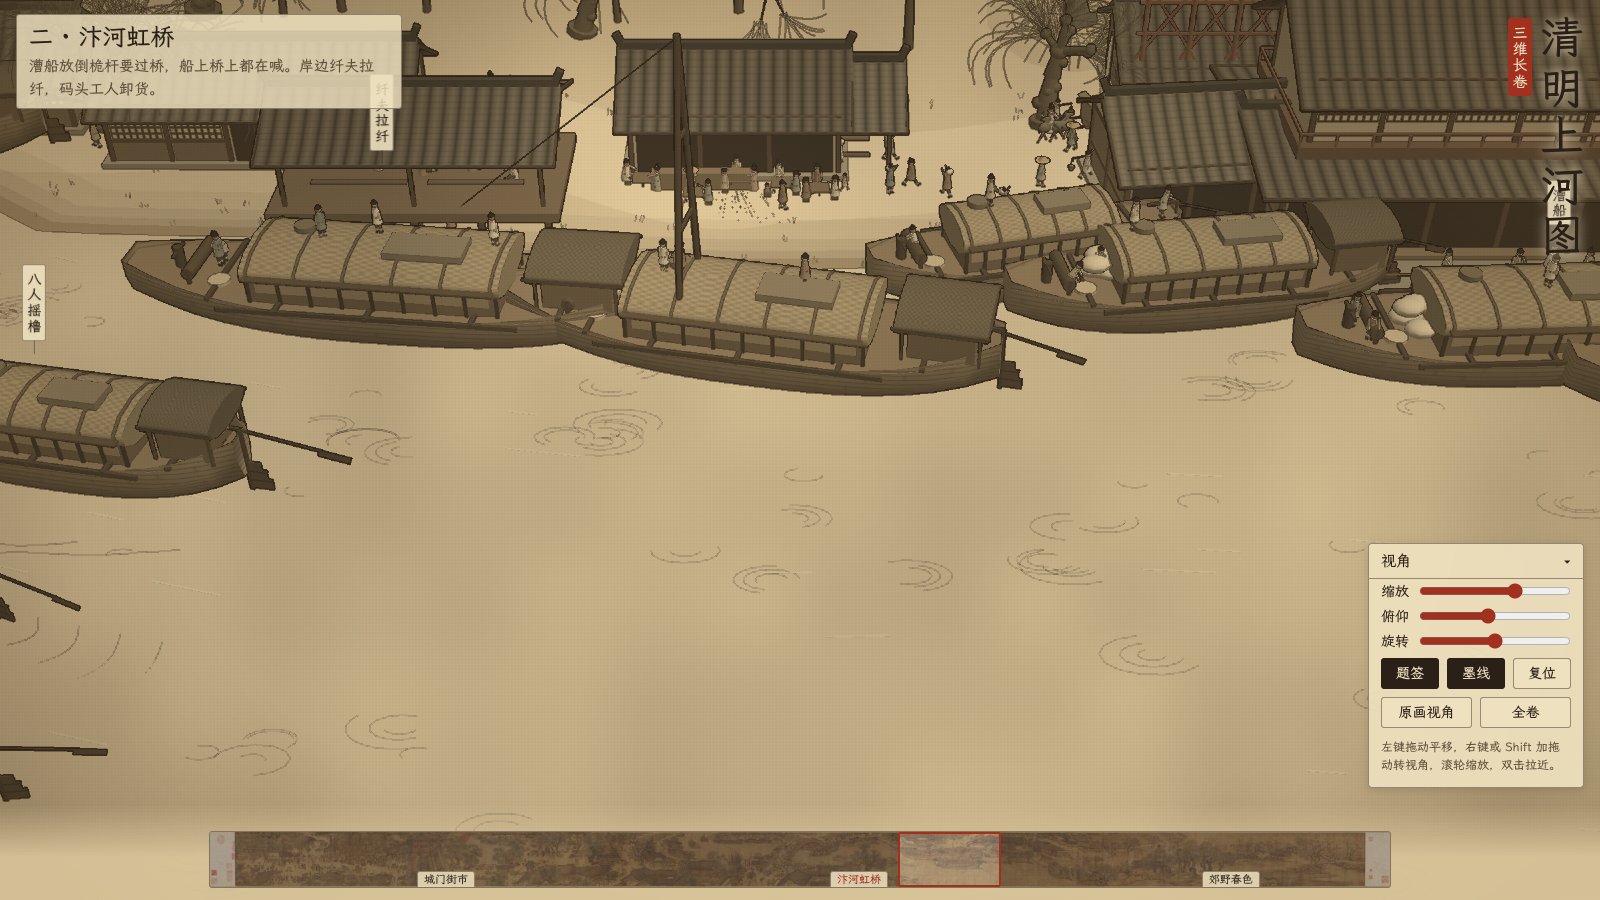 二・汴河虹桥
漕船放倒桅杆要过桥，船上桥上都在喊。岸边纤夫拉
纤，码头工人卸货。
纤夫拉纤
八人摇橹
清明上河图
三维长卷
漕船
视角
缩放
俯仰
旋转
题签
墨线
复位
原画视角
全卷
左键拖动平移，右键或 Shift 加拖
动转视角，滚轮缩放，双击拉近。
城门街市
汴河虹桥
郊野春色